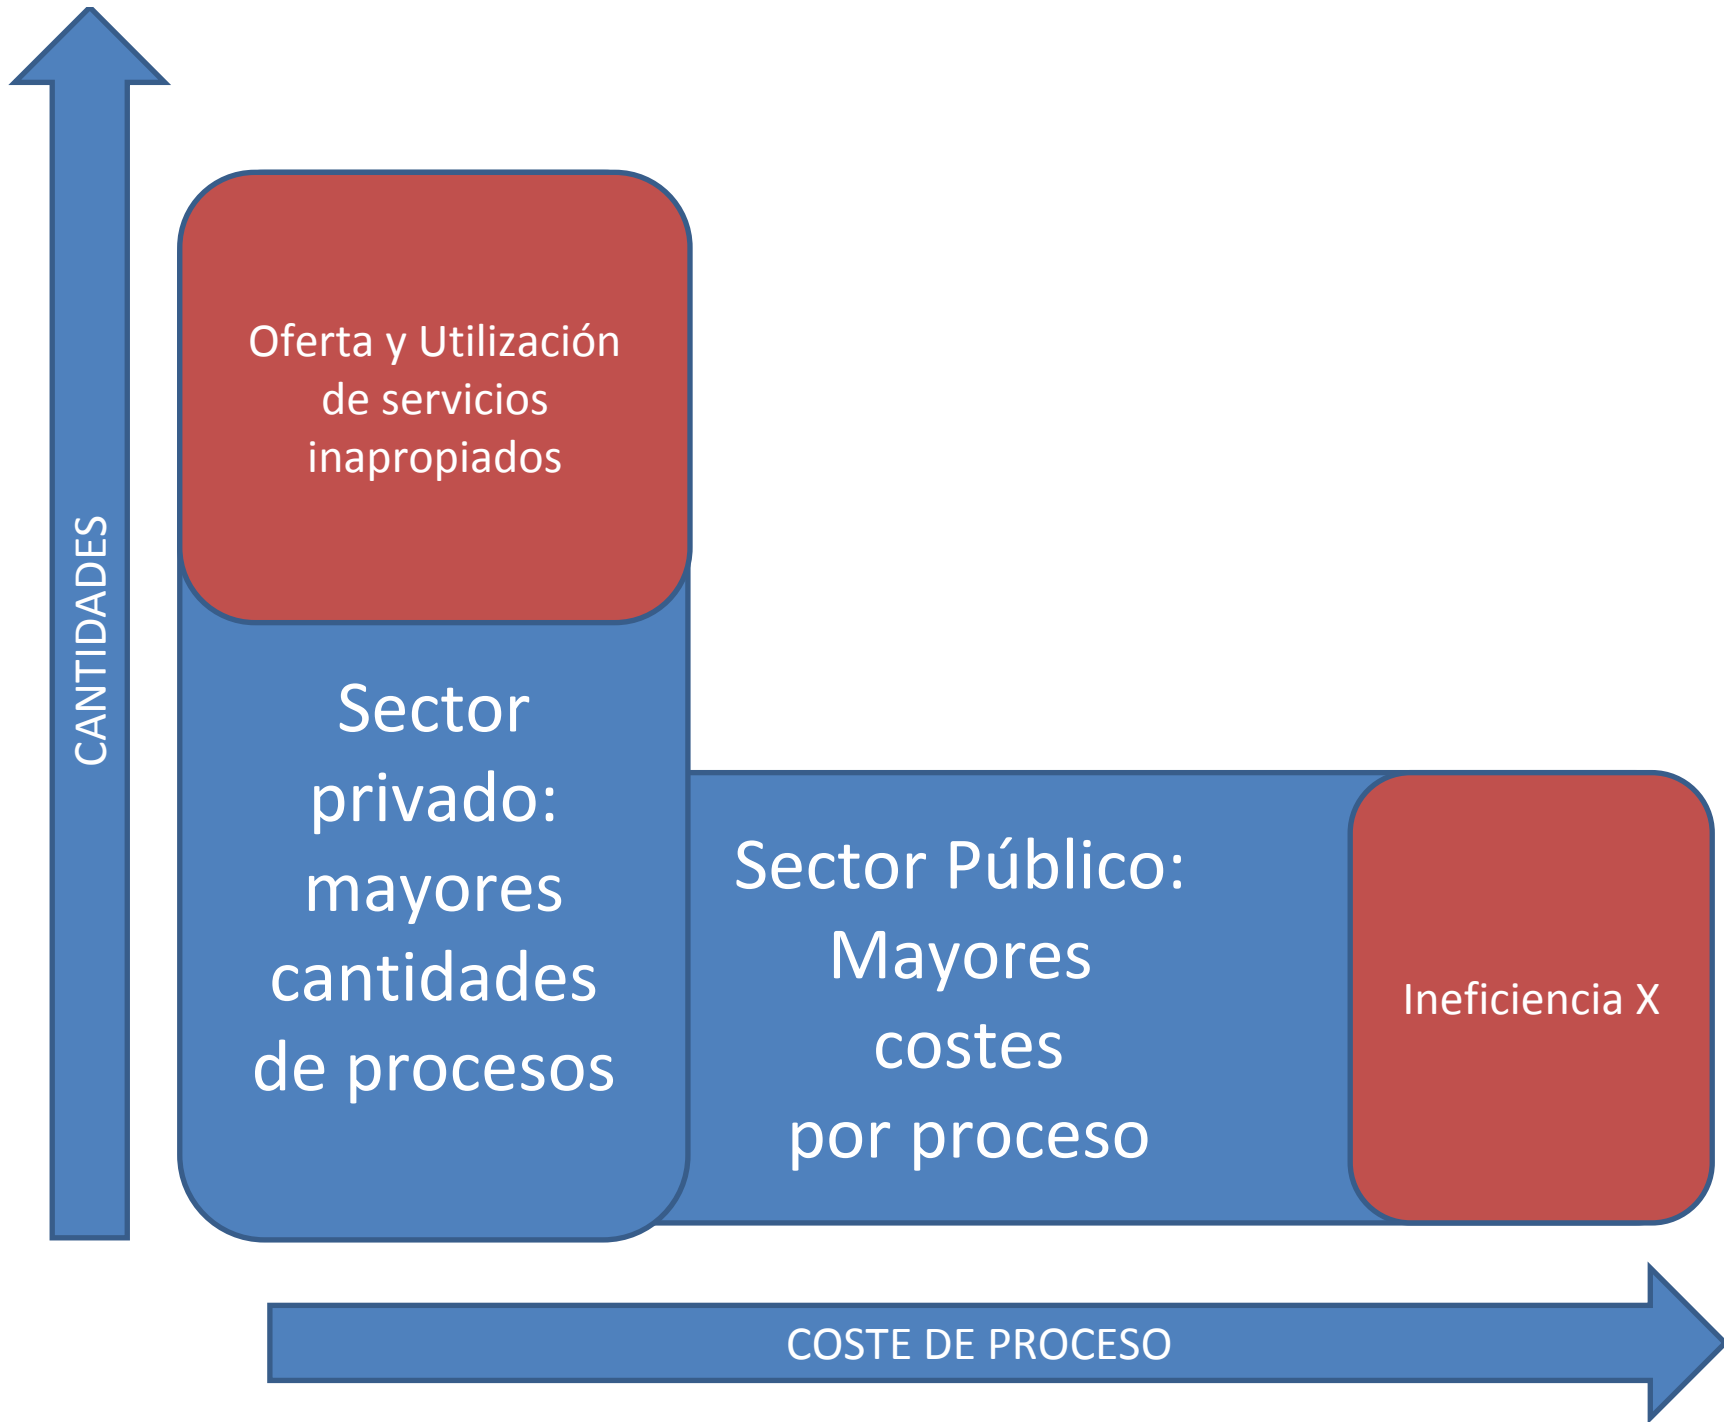 CANTIDADES
Oferta y Utilización
de servicios
inapropiados
Sector
privado:
mayores
cantidades
de procesos
Sector Público:
Mayores
costes
por proceso
Ineficiencia X
COSTE DE PROCESO